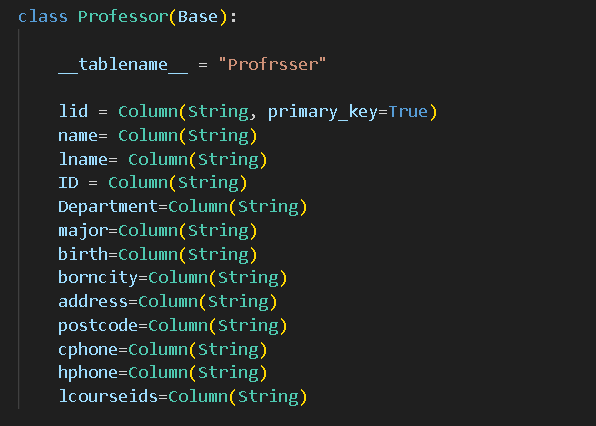 class Professor(Base):
__tablename__ = "Profrsser"
lid = Column(String, primary_key=True)
name= Column(String)
lname= Column(String)
ID = Column(String)
Department=Column(String)
major=Column(String)
birth=Column(String)
borncity=Column(String)
address=Column(String)
postcode=Column(String)
cphone=Column(String)
hphone=Column(String)
lcourseids=Column(String)